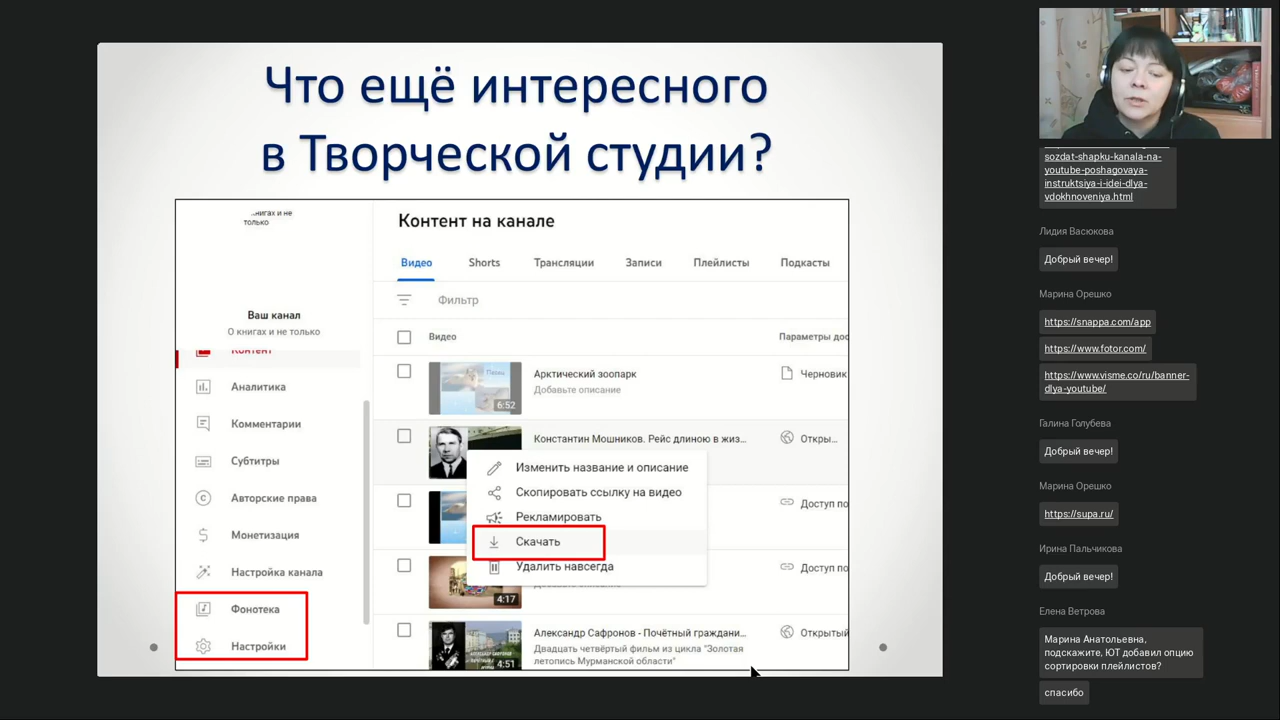 Что ещё интересного
в Творческой студии?
только
Ваш канал
О книгах и не только
Контент
Аналитика
Комментарии
Субтитры
Авторские права
Монетизация
Настройка канала
Фонотека
Настройки
Контент на канале
Видео Shorts Трансляции Записи Плейлисты Подкасты
Фильтр
Видео Параметры дос
Арктический зоопарк Черновик
Добавьте описание
6:52
Константин Мошников. Рейс длиною в жиз... Откры...
Изменить название и описание
Скопировать ссылку на видео
Доступ по
Рекламировать
Скачать
Удалить навсегда
Доступ по
4:17
Александр Сафронов - Почётный граждани... Открытый
Двадцать четвёртый фильм из цикла "Золотая
летопись Мурманской области"
4:51
sozdat-shapku-kanala-na-
youtube-poshagovaya-
instruktsiya-i-idei-dlya-
vdokhnoveniya.html
Лидия Васюкова
Добрый вечер!
Марина Орешко
https://snappa.com/app
https://www.fotor.com/
https://www.visme.co/ru/banner-
dlya-youtube/
Галина Голубева
Добрый вечер!
Марина Орешко
https://supa.ru/
Ирина Пальчикова
Добрый вечер!
Елена Ветрова
Марина Анатольевна,
подскажите, ЮТ добавил опцию
сортировки плейлистов?
спасибо